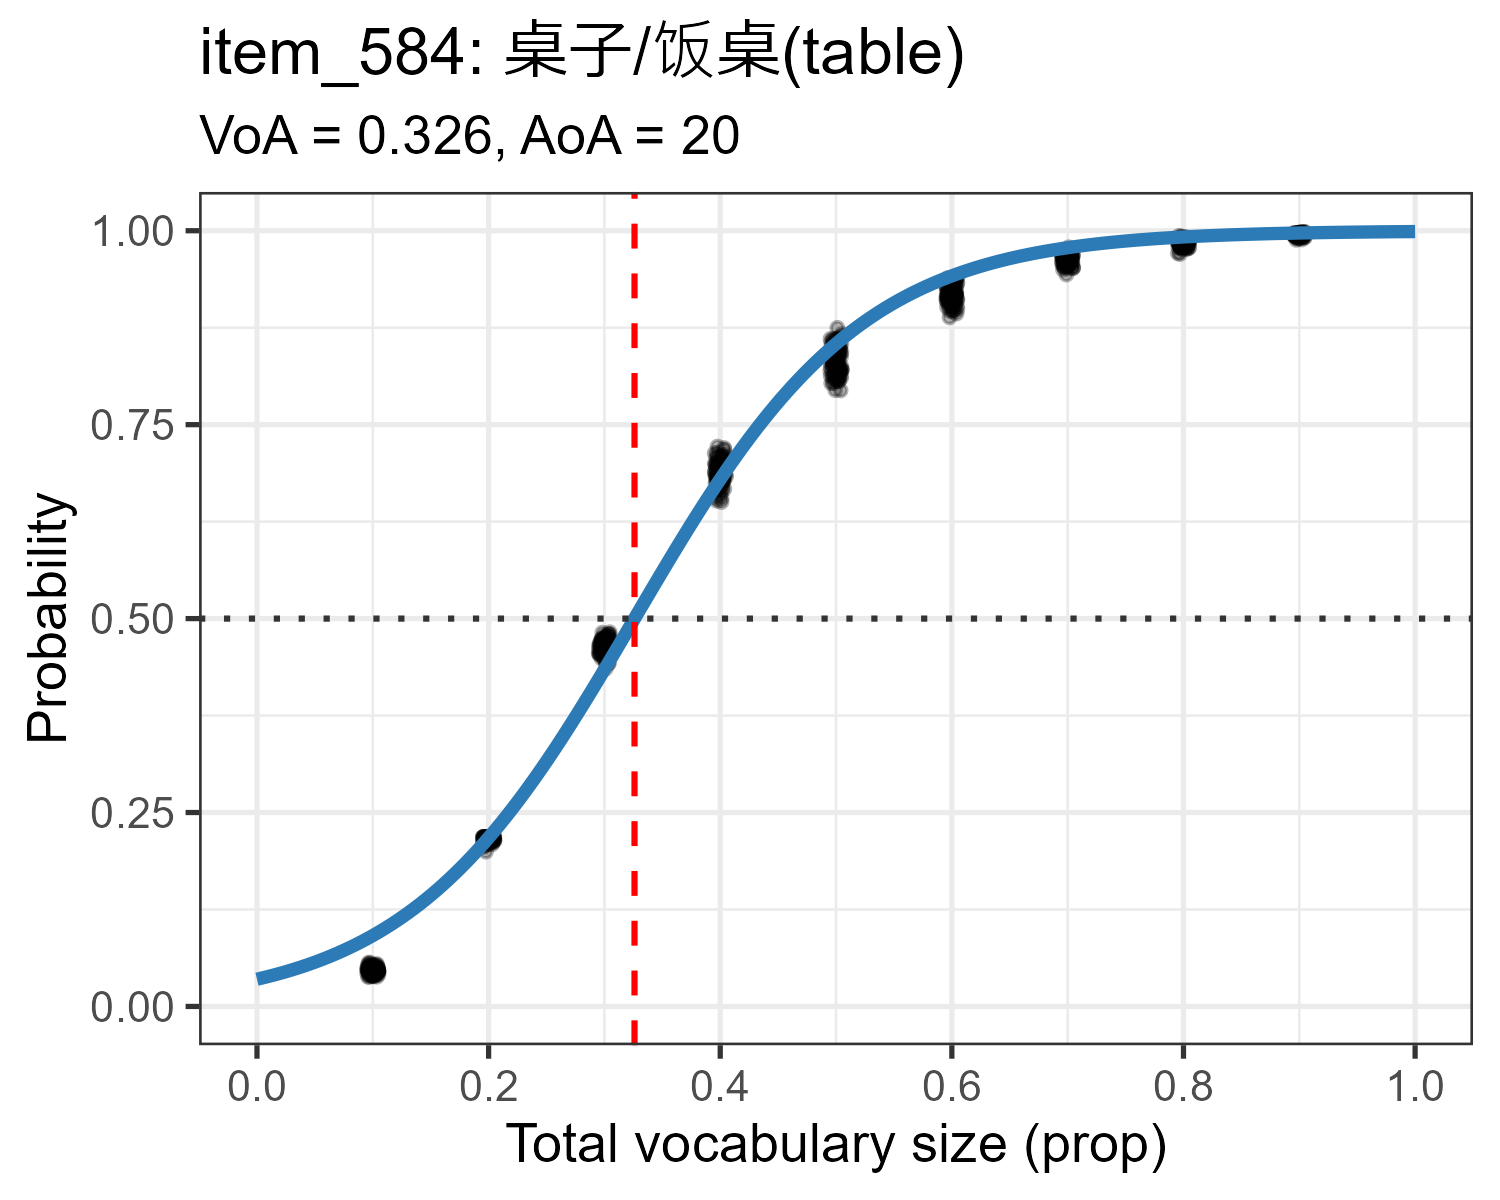 item_584: 桌子/饭桌(table)
VoA = 0.326, AoA = 20
1.00
0.75
0.50
0.25
0.00
Probability
0.0 0.2 0.4 0.6 0.8 1.0
Total vocabulary size (prop)